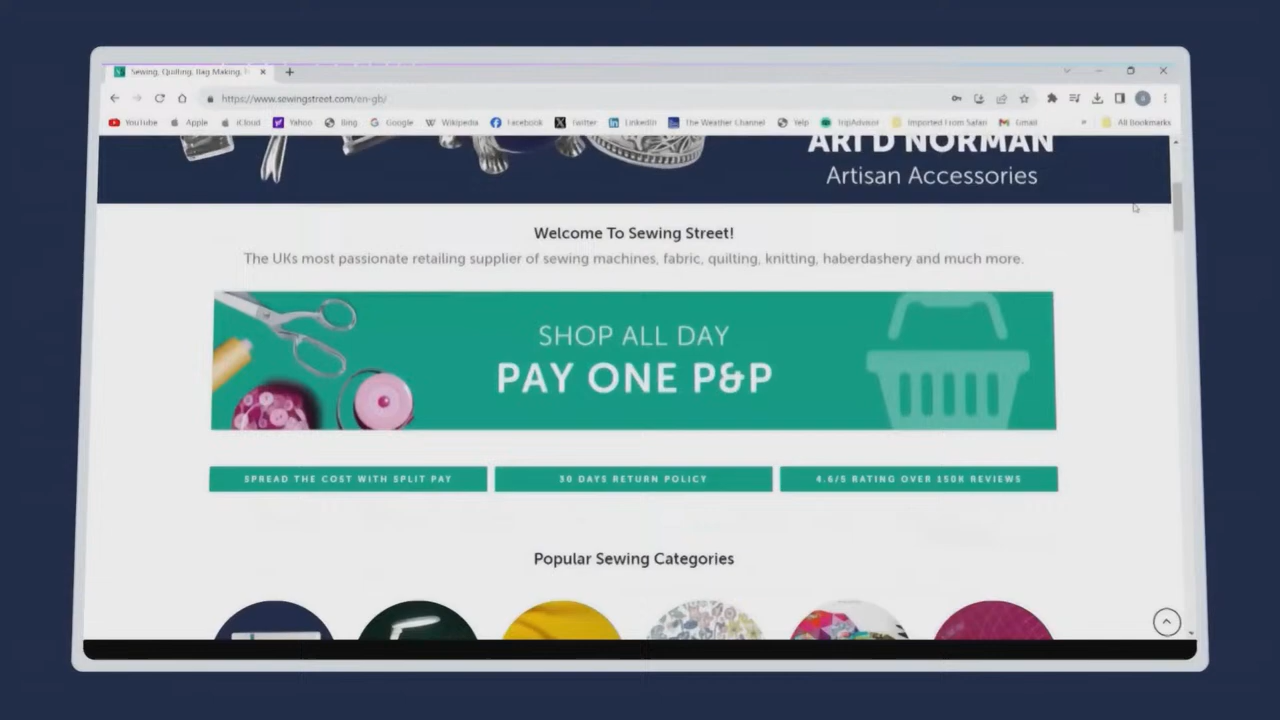 Sewing, Quilting, Bag Making,
https://www.sewingstreet.com/en-gb/
YouTube Apple iCloud Yahoo Bing Google Wikipedia Facebook Twitter LinkedIn The Weather Channel Yelp TripAdvisor Imported From Safari Gmail » All Bookmarks
ARI D NORMAN
Artisan Accessories
Welcome To Sewing Street!
The UKs most passionate retailing supplier of sewing machines, fabric, quilting, knitting, haberdashery and much more.
SHOP ALL DAY
PAY ONE P&P
SPREAD THE COST WITH SPLIT PAY
30 DAYS RETURN POLICY
4.6/5 RATING OVER 150K REVIEWS
Popular Sewing Categories